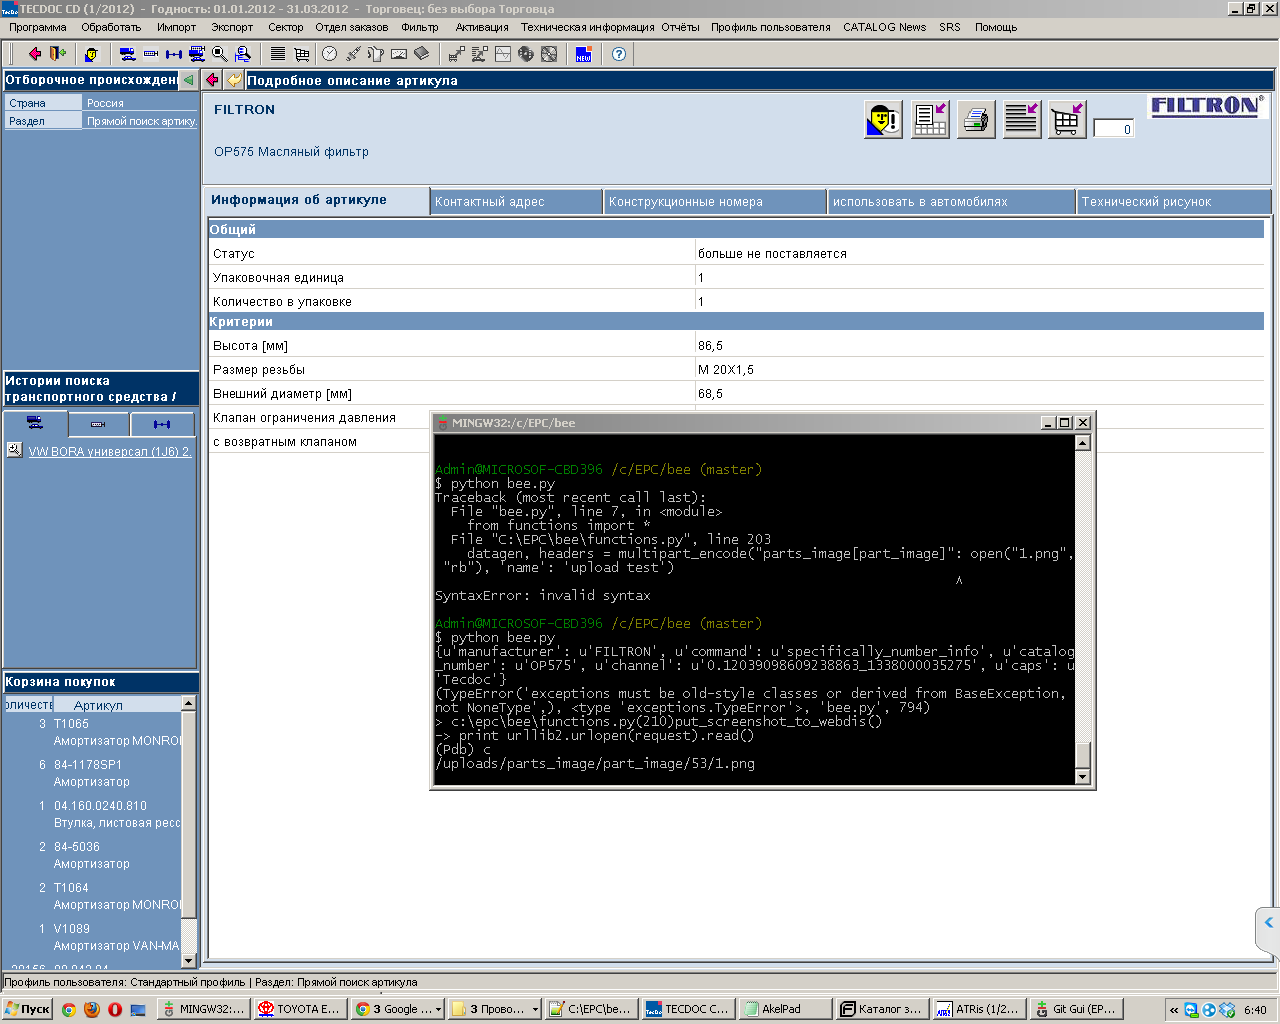 TECDOC CD (1/2012)  -  Годность: 01.01.2012 - 31.03.2012  -  Торговец: без выбора Торговца
Программа Обработать Импорт Экспорт Сектор Отдел заказов Фильтр Активация Техническая информация Отчёты Профиль пользователя CATALOG News SRS Помощь
Отборочное происхожден
Подробное описание артикула
Страна Россия
Раздел Прямой поиск артику.
FILTRON
0
FILTRON
OP575 Масляный фильтр
Информация об артикуле Контактный адрес Конструкционные номера использовать в автомобилях Технический рисунок
Общий
Статус больше не поставляется
Упаковочная единица 1
Количество в упаковке 1
Критерии
Высота [мм] 86,5
Размер резьбы M 20X1,5
Внешний диаметр [мм] 68,5
Клапан ограничения давления
с возвратным клапаном
Истории поиска
транспортного средства /
VW BORA универсал (1J6) 2.
Корзина покупок
оличеств Артикул
3 T1065
Амортизатор MONRO
6 84-1178SP1
Амортизатор
1 04.160.0240.810
Втулка, листовая ресс
2 84-5036
Амортизатор
2 T1064
Амортизатор MONRO
1 V1089
Амортизатор VAN-MA
MINGW32:/c/EPC/bee
Admin@MICROSOF-CBD396 /c/EPC/bee (master)
$ python bee.py
Traceback (most recent call last):
  File "bee.py", line 7, in <module>
    from functions import *
  File "C:\EPC\bee\functions.py", line 203
    datagen, headers = multipart_encode("parts_image[part_image]": open("1.png",
 "rb"), 'name': 'upload test')
^
SyntaxError: invalid syntax
Admin@MICROSOF-CBD396 /c/EPC/bee (master)
$ python bee.py
{u'manufacturer': u'FILTRON', u'command': u'specifically_number_info', u'catalog
_number': u'OP575', u'channel': u'0.12039098609238863_1338000035275', u'caps': u
'Tecdoc'}
(TypeError('exceptions must be old-style classes or derived from BaseException,
not NoneType',), <type 'exceptions.TypeError'>, 'bee.py', 794)
> c:\epc\bee\functions.py(210)put_screenshot_to_webdis()
-> print urllib2.urlopen(request).read()
(Pdb) c
/uploads/parts_image/part_image/53/1.png
Профиль пользователя: Стандартный профиль | Раздел: Прямой поиск артикула
Пуск MINGW32:... TOYOTA E... 3 Google ... 3 Прово... C:\EPC\be... TECDOC C... AkelPad Каталог з... ATRis (1/2... Git Gui (EP... « 6:40